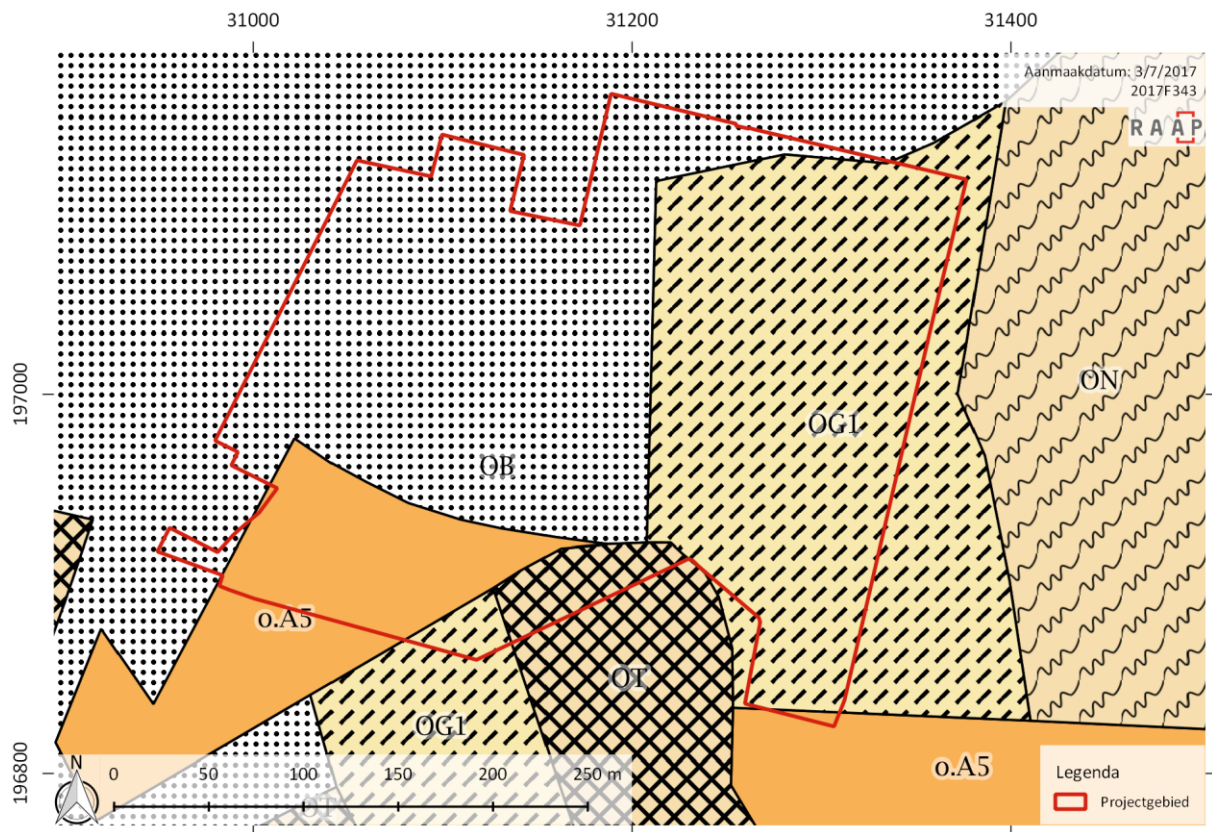 31000 31200 31400
Aanmaakdatum: 3/7/2017
2017F343
RAAP
197000
ON
OG1
OB
o.A5
OT
OG1
196800
o.A5
N
0 50 100 150 200 250 m
OT
Legenda
Projectgebied